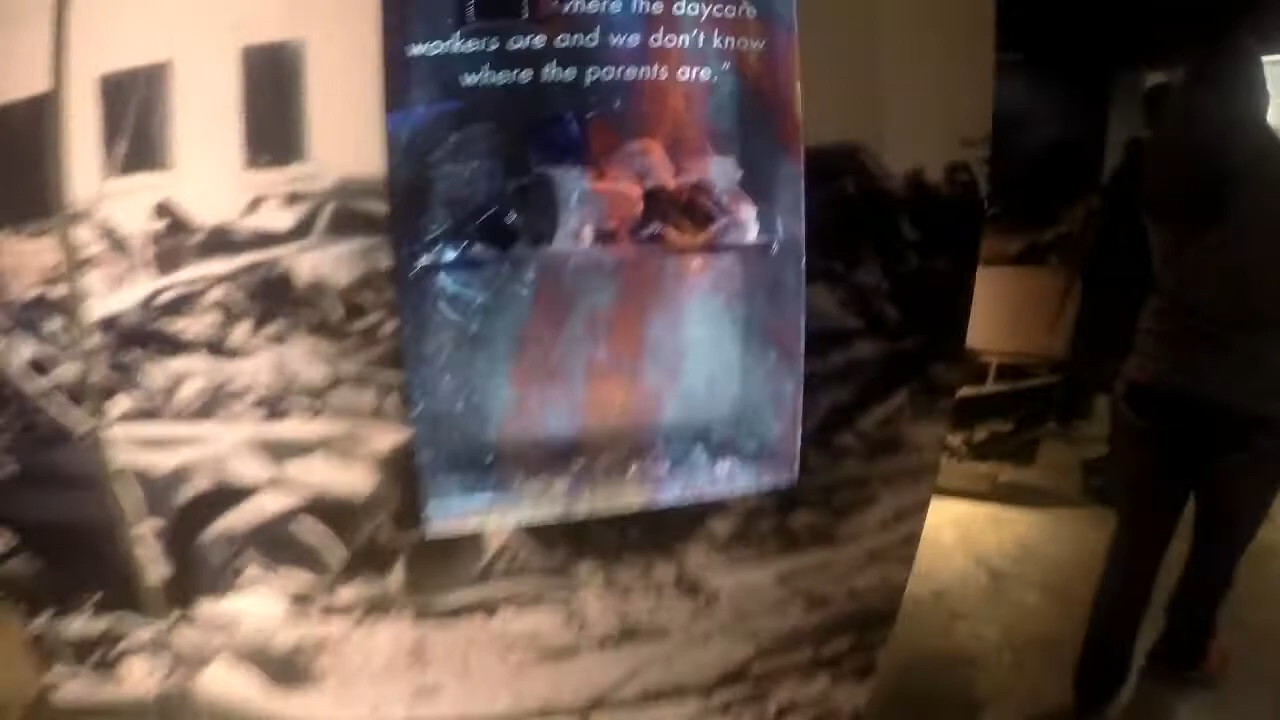 where the daycare
workers are and we don't know
where the parents are."